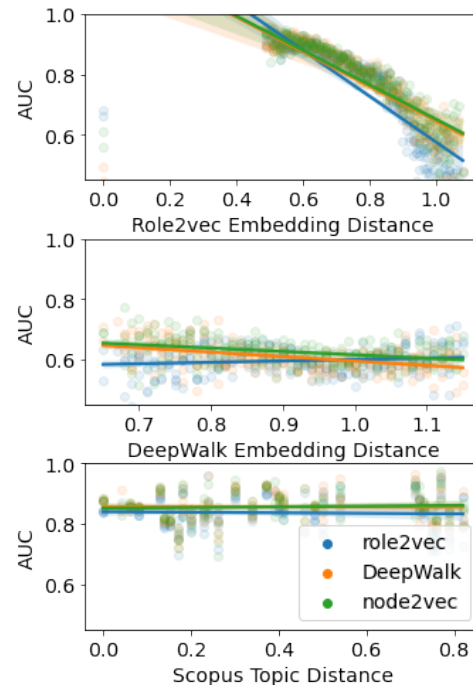 1.0
0.8
0.6
AUC
0.0 0.2 0.4 0.6 0.8 1.0
Role2vec Embedding Distance
1.0
0.8
0.6
AUC
0.7 0.8 0.9 1.0 1.1
DeepWalk Embedding Distance
1.0
0.8
0.6
AUC
role2vec
DeepWalk
node2vec
0.0 0.2 0.4 0.6 0.8
Scopus Topic Distance